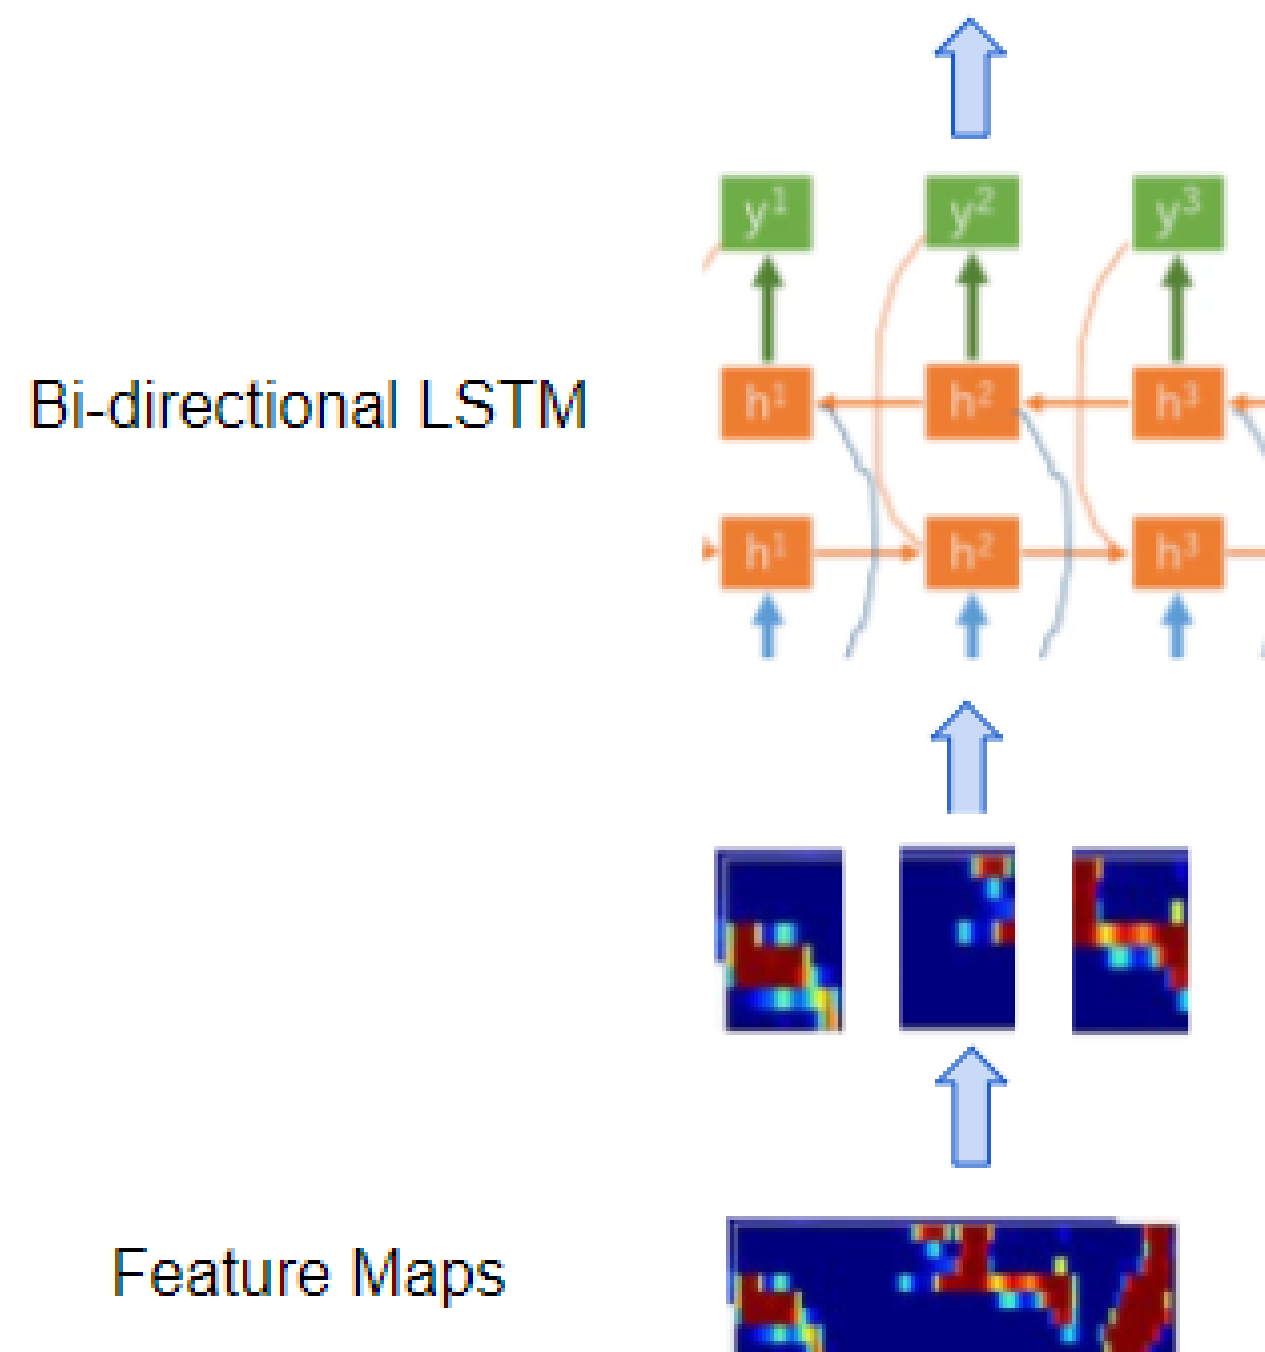 y¹ y² y³
Bi-directional LSTM
h¹ h² h³
h¹ h² h³
Feature Maps